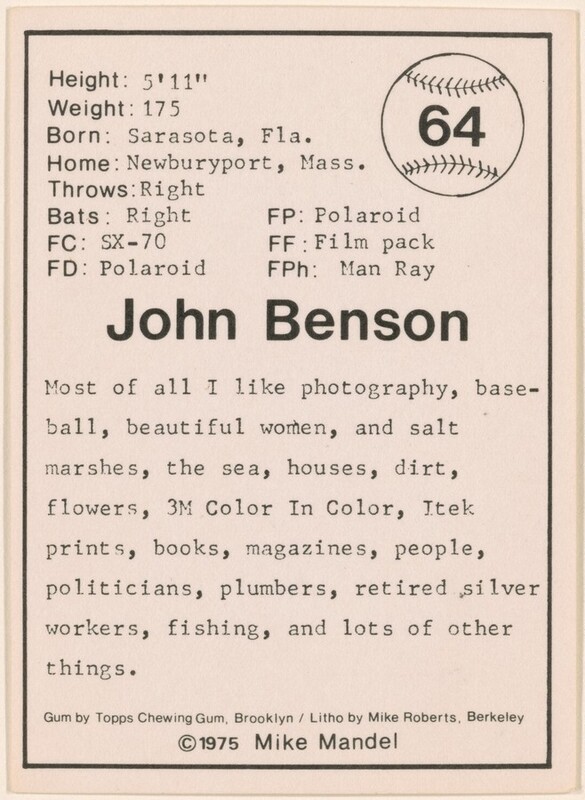 Height: 5'11"
Weight: 175
Born: Sarasota, Fla.
64
Home: Newburyport, Mass.
Throws: Right
Bats: Right FP: Polaroid
FC: SX-70 FF: Film pack
FD: Polaroid FPh: Man Ray
John Benson
Most of all I like photography, base-
ball, beautiful women, and salt
marshes, the sea, houses, dirt,
flowers, 3M Color In Color, Itek
prints, books, magazines, people,
politicians, plumbers, retired silver
workers, fishing, and lots of other
things.
Gum by Topps Chewing Gum, Brooklyn / Litho by Mike Roberts, Berkeley
©1975 Mike Mandel